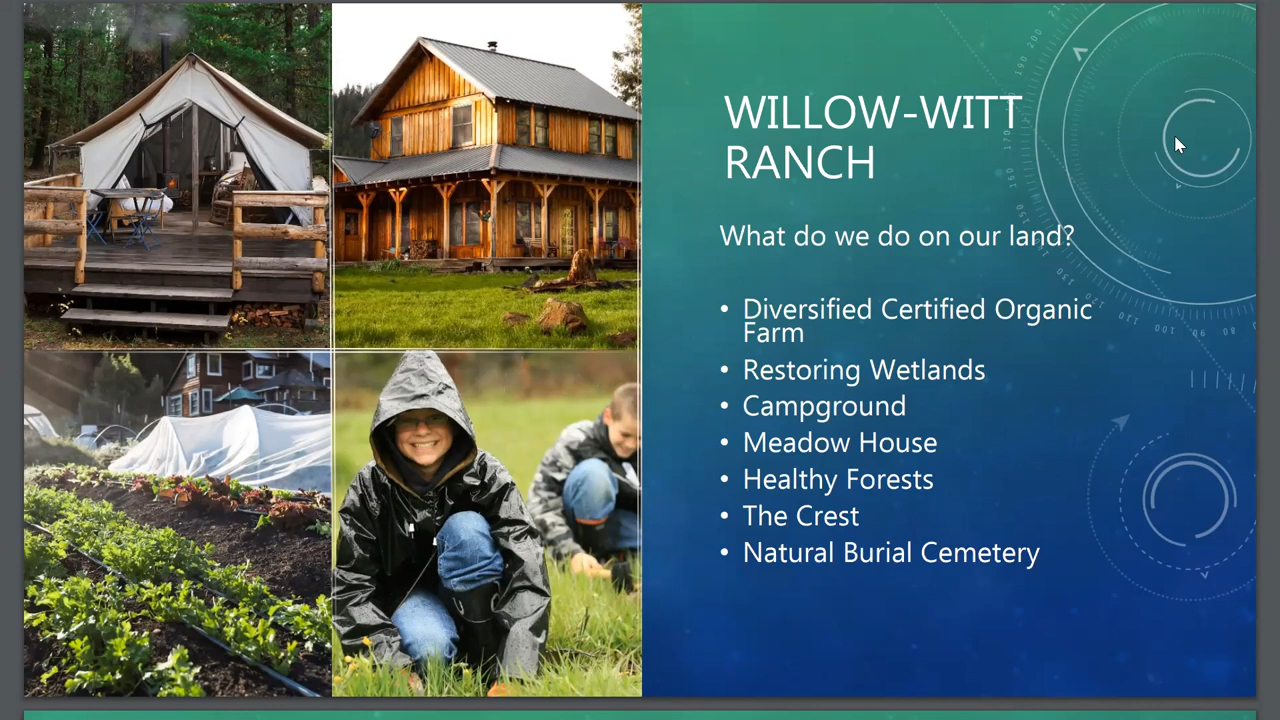 WILLOW-WITT
RANCH
What do we do on our land?
• Diversified Certified Organic
Farm
• Restoring Wetlands
• Campground
• Meadow House
• Healthy Forests
• The Crest
• Natural Burial Cemetery